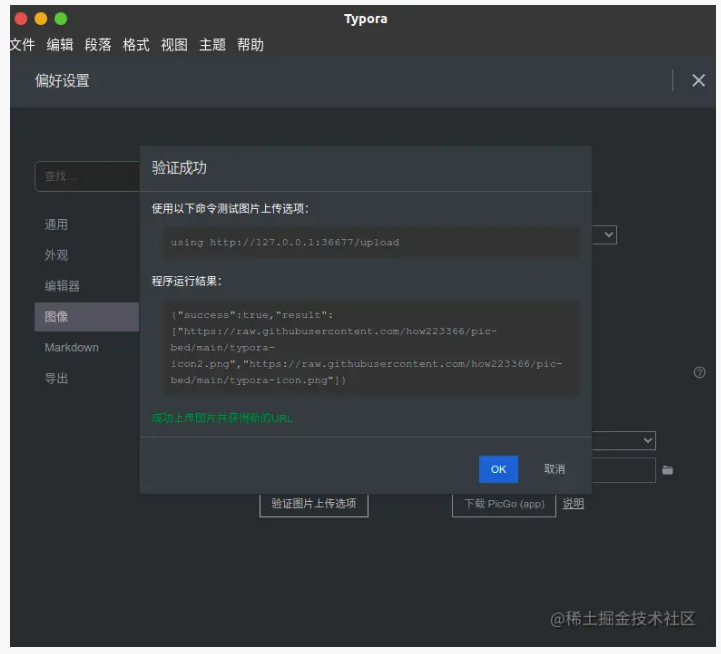 Typora
文件 编辑 段落 格式 视图 主题 帮助
偏好设置
查找...
通用
外观
编辑器
图像
Markdown
导出
验证成功
使用以下命令测试图片上传选项：
using http://127.0.0.1:36677/upload
程序运行结果：
{"success":true,"result":
["https://raw.githubusercontent.com/how223366/pic-
bed/main/typora-
icon2.png","https://raw.githubusercontent.com/how223366/pic-
bed/main/typora-icon.png"]}
成功上传图片并获得新的URL
OK 取消
验证图片上传选项 下载 PicGo (app) 说明
@稀土掘金技术社区